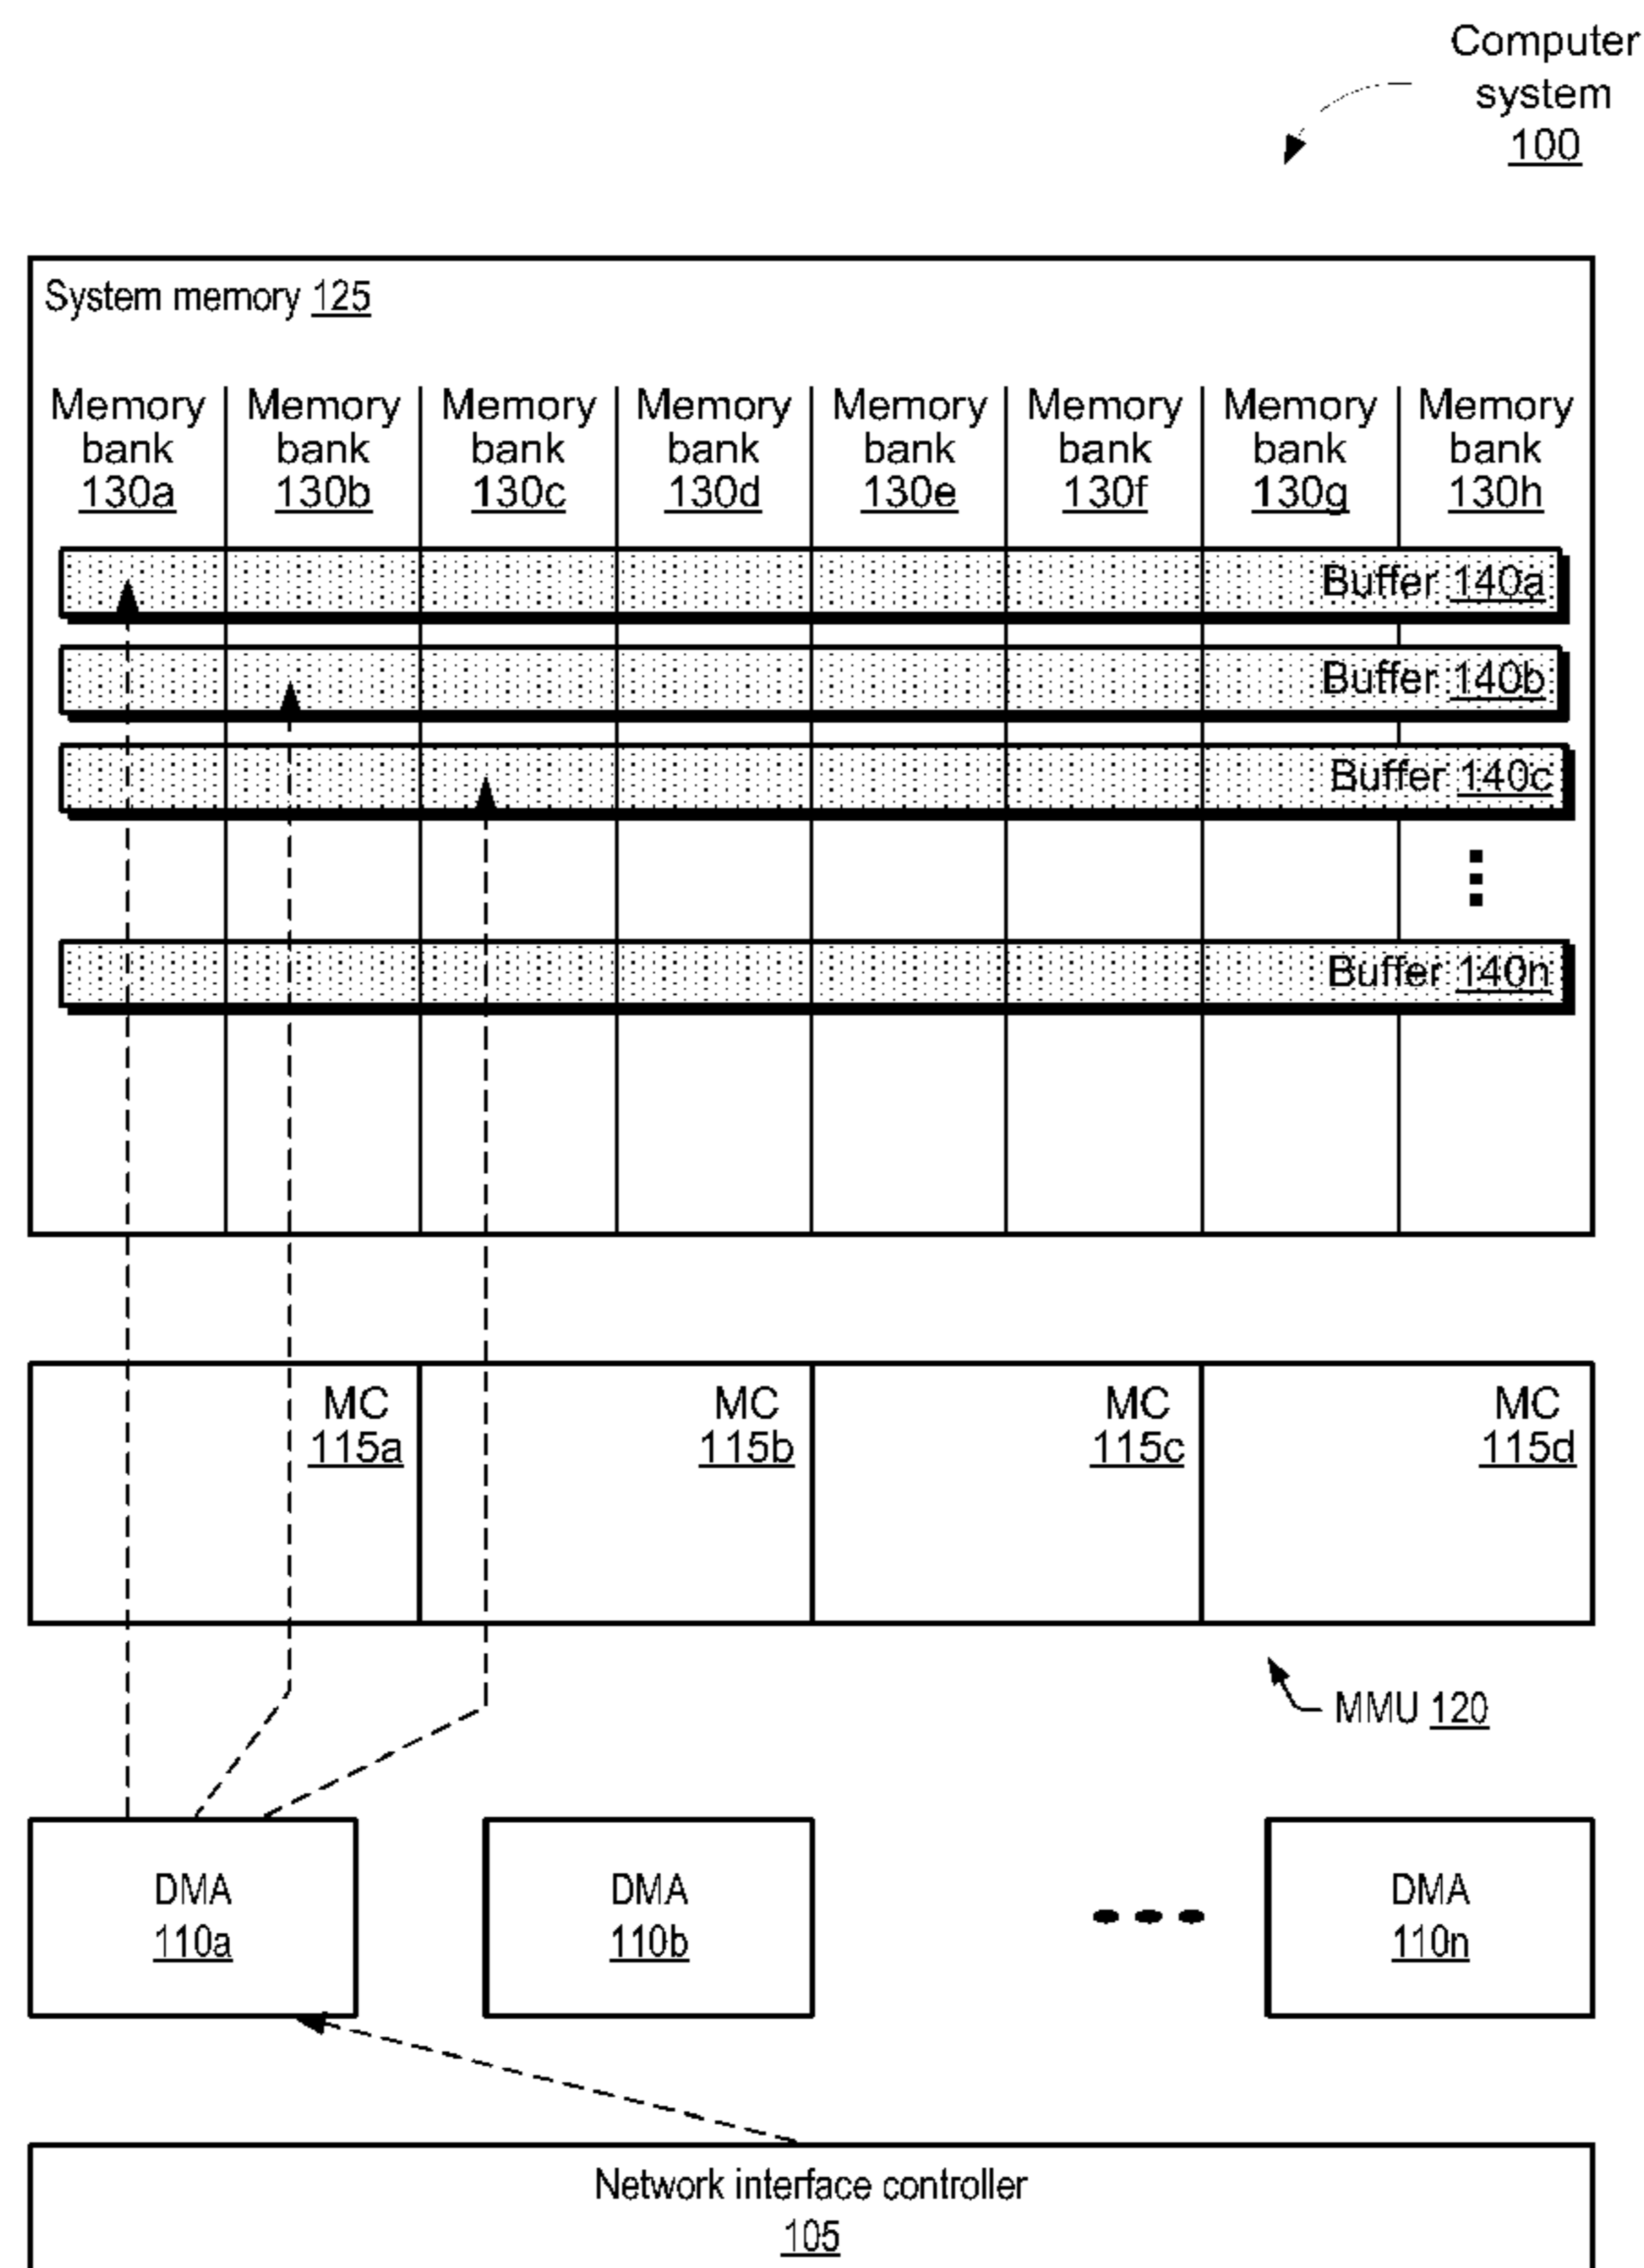 Computer
system
100
System memory 125
Memory bank 130a
Memory bank 130b
Memory bank 130c
Memory bank 130d
Memory bank 130e
Memory bank 130f
Memory bank 130g
Memory bank 130h
Buffer 140a
Buffer 140b
Buffer 140c
Buffer 140n
MC 115a
MC 115b
MC 115c
MC 115d
MMU 120
DMA 110a
DMA 110b
DMA 110n
Network interface controller
105